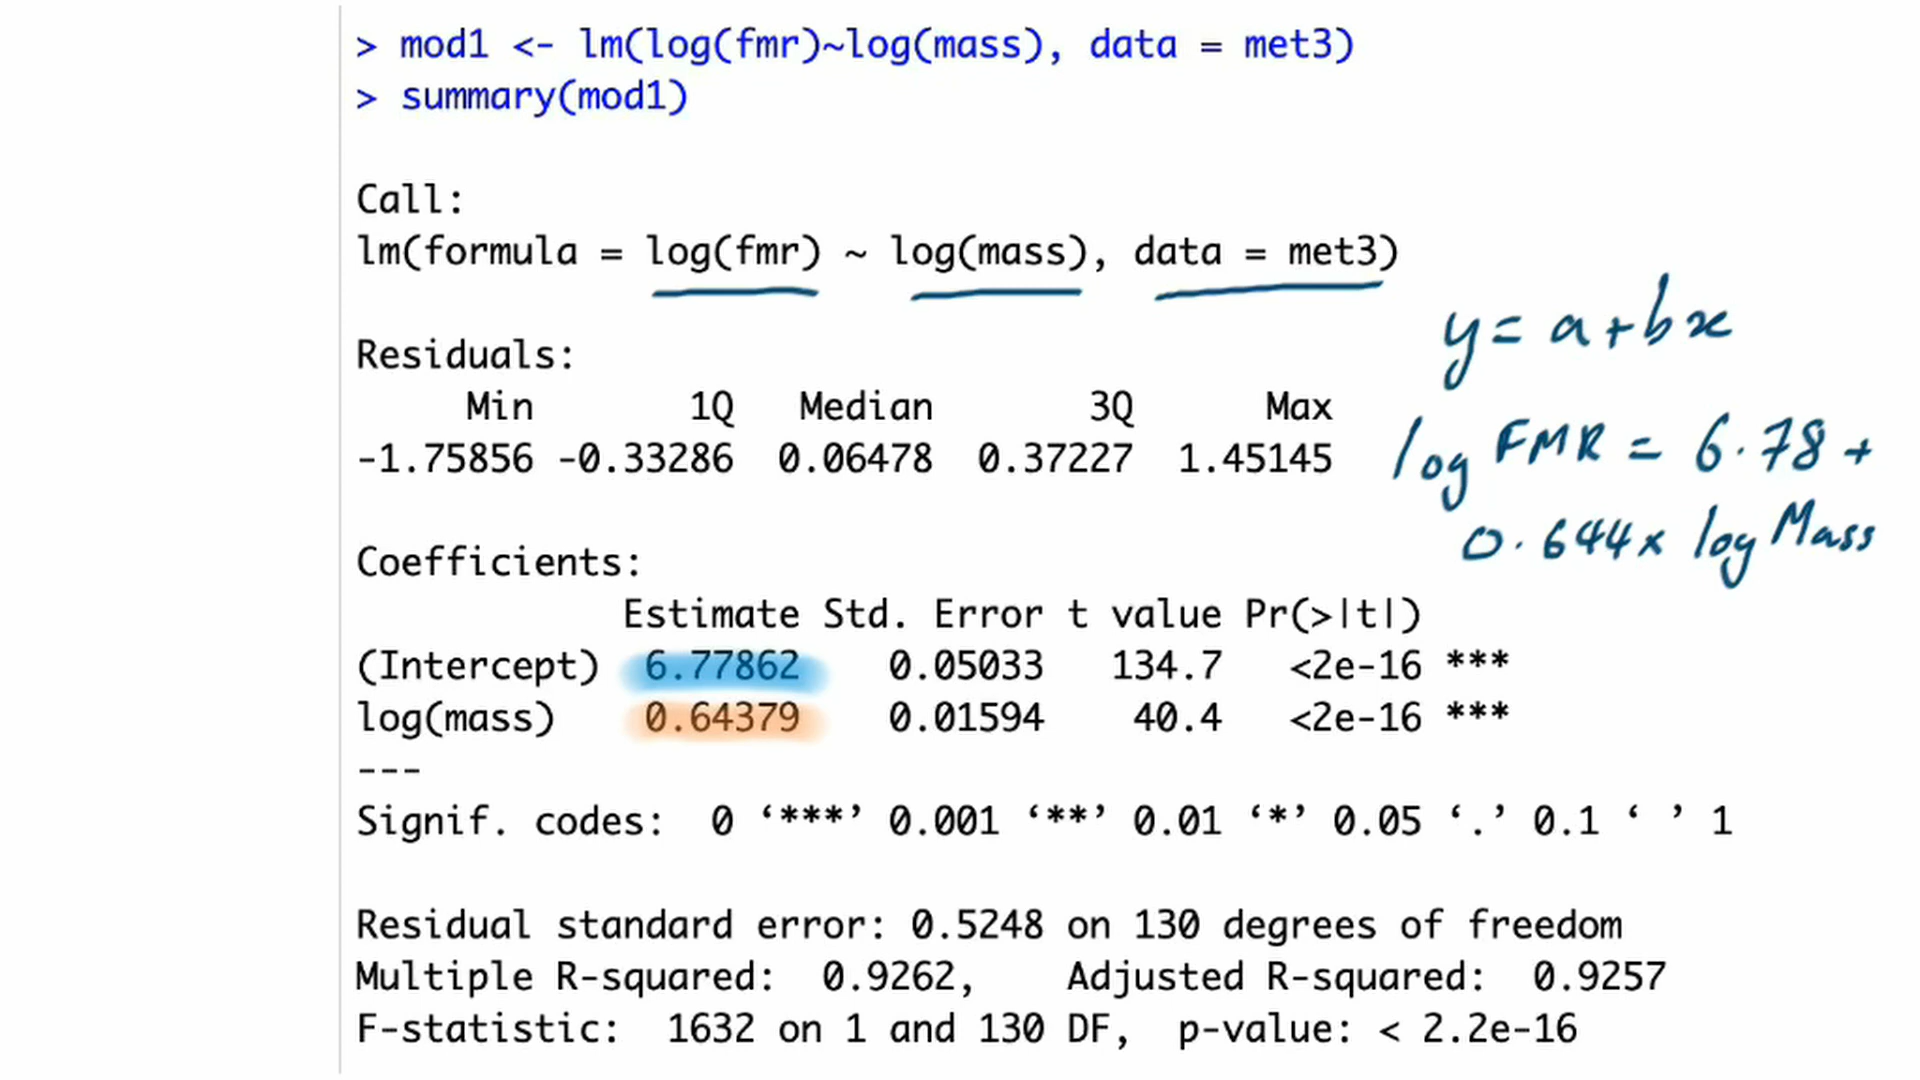 > mod1 <- lm(log(fmr)~log(mass), data = met3)
> summary(mod1)
Call:
lm(formula = log(fmr) ~ log(mass), data = met3)
Residuals:
Min 1Q Median 3Q Max
-1.75856 -0.33286 0.06478 0.37227 1.45145
y = a + bx
log FMR = 6.78 +
0.644 x log Mass
Coefficients:
Estimate Std. Error t value Pr(>|t|)
(Intercept) 6.77862 0.05033 134.7 <2e-16 ***
log(mass) 0.64379 0.01594 40.4 <2e-16 ***
---
Signif. codes: 0 ‘***’ 0.001 ‘**’ 0.01 ‘*’ 0.05 ‘.’ 0.1 ‘ ’ 1
Residual standard error: 0.5248 on 130 degrees of freedom
Multiple R-squared: 0.9262, Adjusted R-squared: 0.9257
F-statistic: 1632 on 1 and 130 DF, p-value: < 2.2e-16